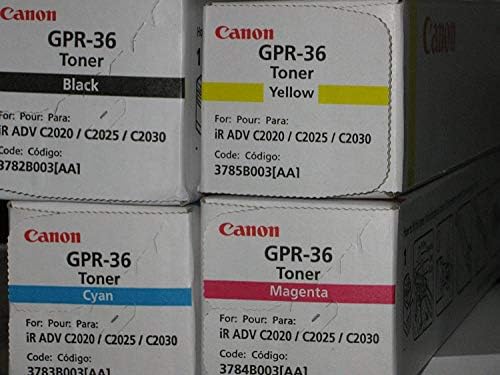 Canon
GPR-36
Toner
Black
For: Pour: Para:
iR ADV C2020 / C2025 / C2030
Code: Código:
3782B003[AA]
Canon
GPR-36
Toner
Yellow
For: Pour: Para:
iR ADV C2020 / C2025 / C2030
Code: Código:
3785B003[AA]
Canon
Canon
GPR-36
Toner
Cyan
For: Pour: Para:
iR ADV C2020 / C2025 / C2030
Code: Código:
3783B003[AA]
Canon
GPR-36
Toner
Magenta
For: Pour: Para:
iR ADV C2020 / C2025 / C2030
Code: Código:
3784B003[AA]